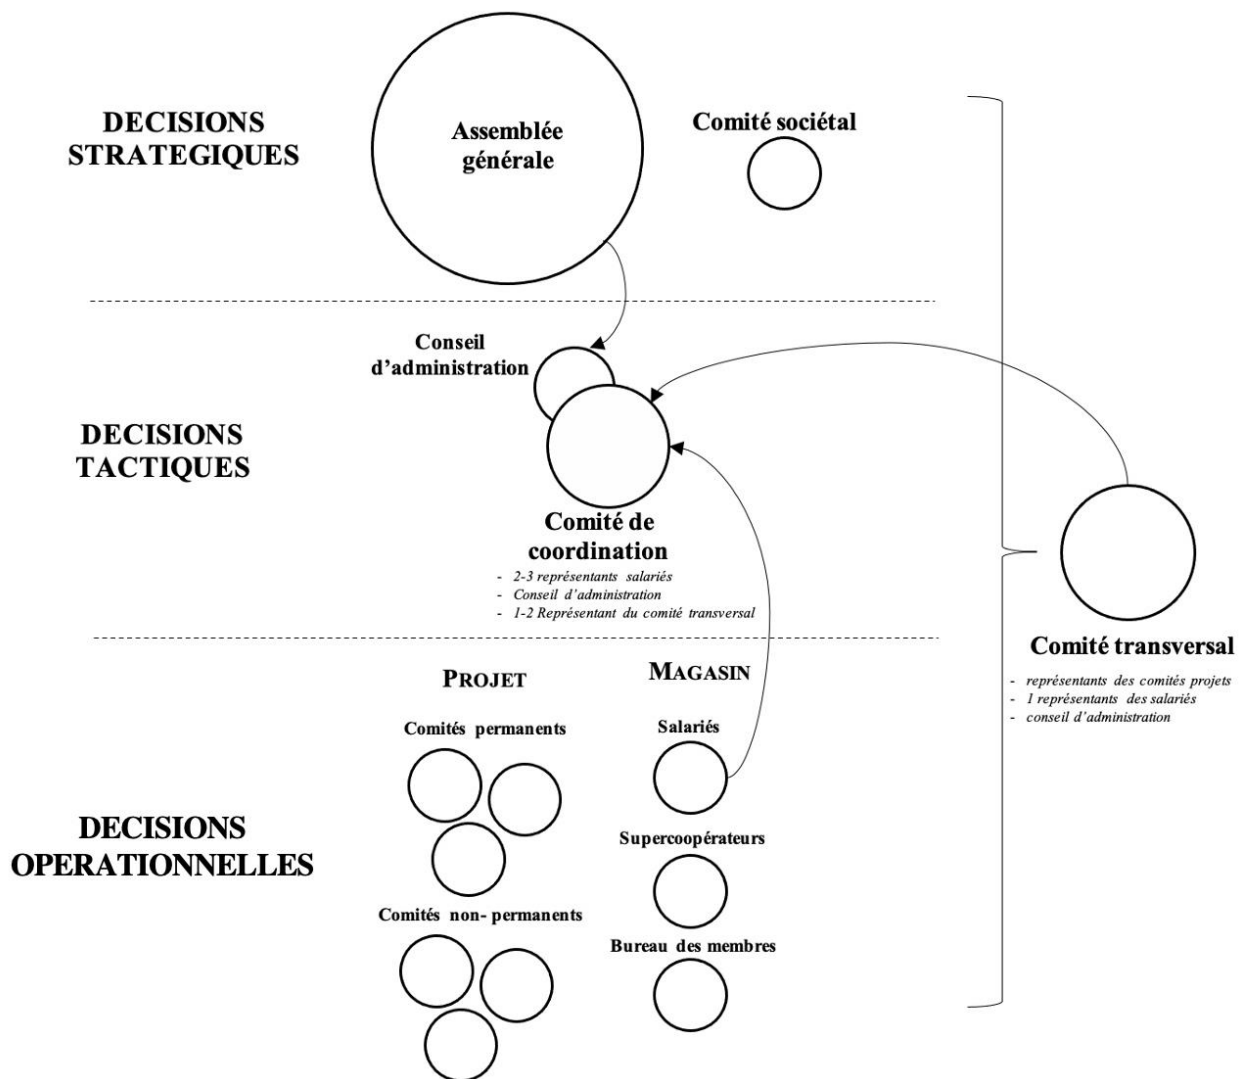 DECISIONS
STRATEGIQUES
Assemblée
générale
Comité sociétal
Conseil
d'administration
DECISIONS
TACTIQUES
Comité de
coordination
- 2-3 représentants salariés
- Conseil d'administration
- 1-2 Représentant du comité transversal
Comité transversal
- représentants des comités projets
- 1 représentants des salariés
- conseil d'administration
PROJET
MAGASIN
Comités permanents
Salariés
DECISIONS
OPERATIONNELLES
Supercoopérateurs
Comités non- permanents
Bureau des membres